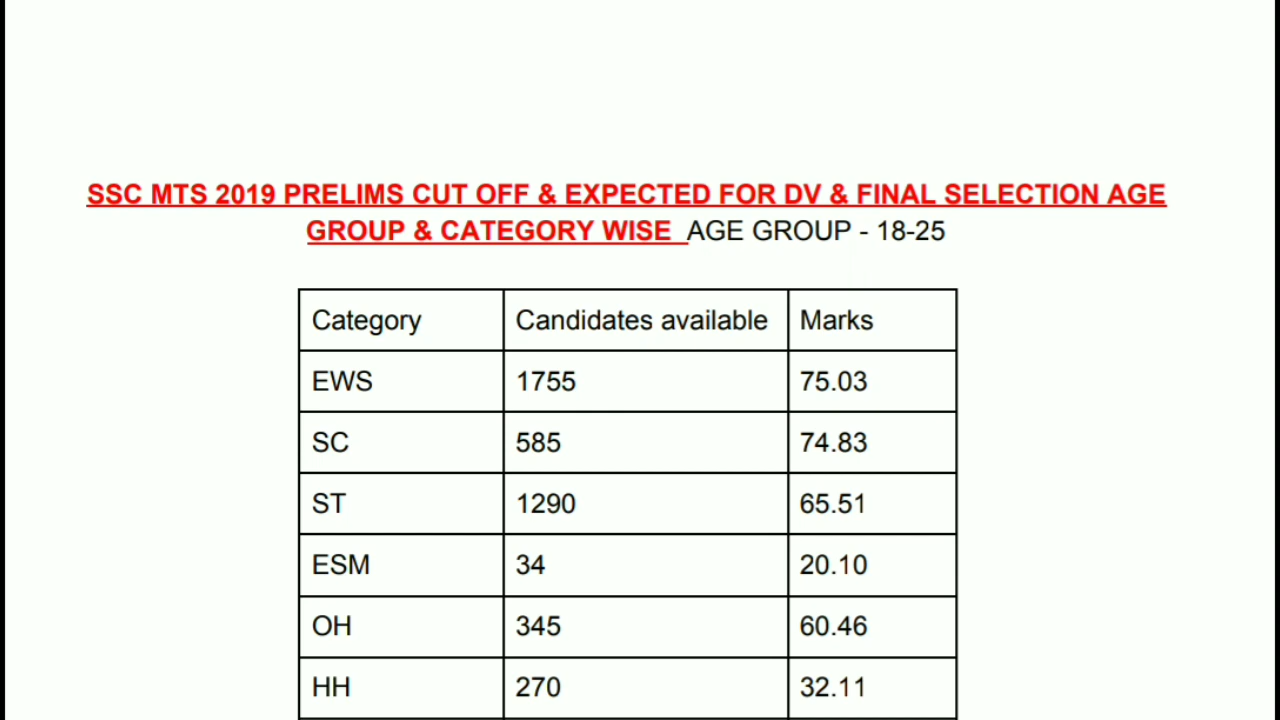 SSC MTS 2019 PRELIMS CUT OFF & EXPECTED FOR DV & FINAL SELECTION AGE
GROUP & CATEGORY WISE AGE GROUP - 18-25
Category Candidates available Marks
EWS 1755 75.03
SC 585 74.83
ST 1290 65.51
ESM 34 20.10
OH 345 60.46
HH 270 32.11